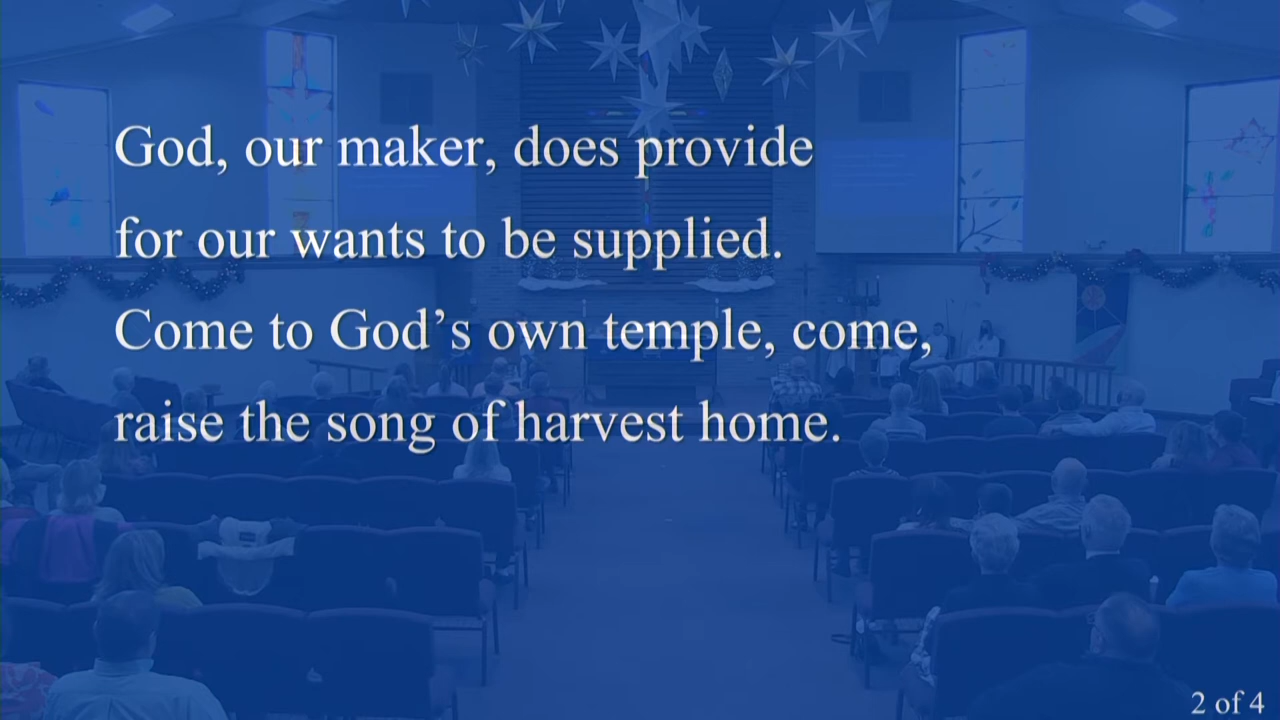 God, our maker, does provide
for our wants to be supplied.
Come to God’s own temple, come,
raise the song of harvest home.
2 of 4